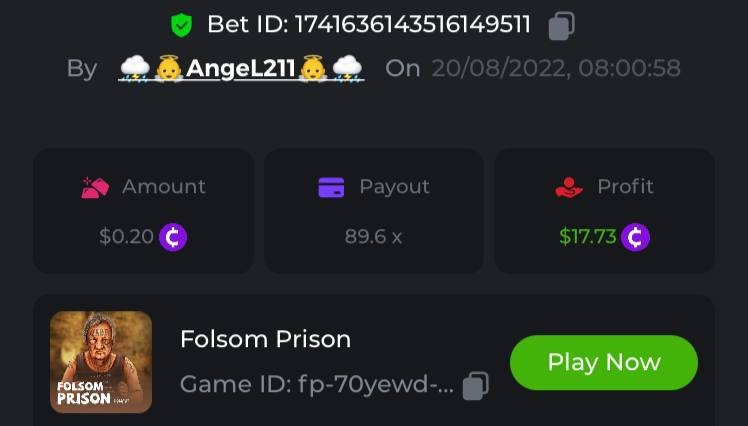 Bet ID: 1741636143516149511
By ⛈️👼AngeL211👼⛈️ On 20/08/2022, 08:00:58
Amount Payout Profit
$0.20 89.6 x $17.73
Folsom Prison
Game ID: fp-70yewd-...
Play Now
FOLSOM
PRISON